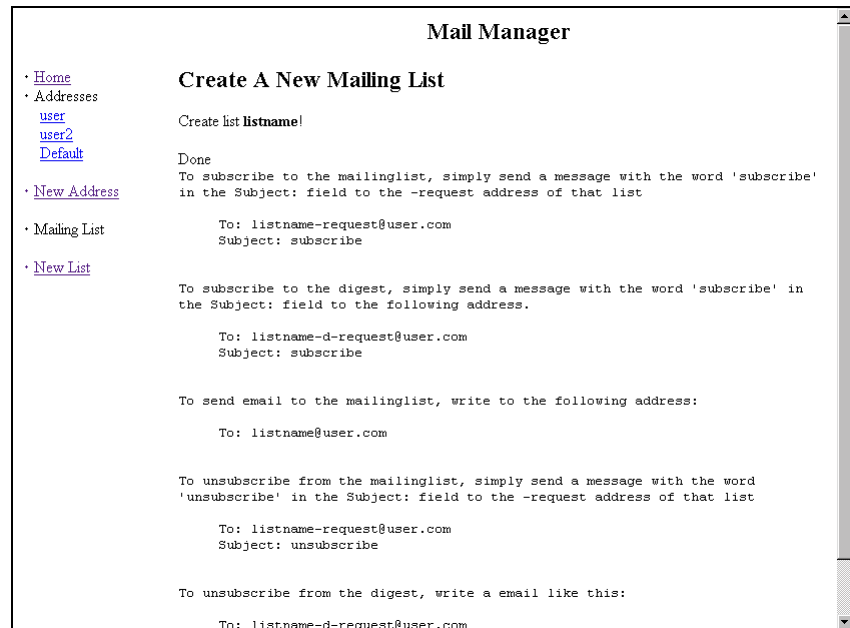 Mail Manager
· Home
· Addresses
user
user2
Default
· New Address
· Mailing List
· New List
Create A New Mailing List
Create list listname!
Done
To subscribe to the mailinglist, simply send a message with the word 'subscribe'
in the Subject: field to the -request address of that list
To: listname-request@user.com
Subject: subscribe
To subscribe to the digest, simply send a message with the word 'subscribe' in
the Subject: field to the following address.
To: listname-d-request@user.com
Subject: subscribe
To send email to the mailinglist, write to the following address:
To: listname@user.com
To unsubscribe from the mailinglist, simply send a message with the word
'unsubscribe' in the Subject: field to the -request address of that list
To: listname-request@user.com
Subject: unsubscribe
To unsubscribe from the digest, write a email like this:
To: listname-d-request@user.com